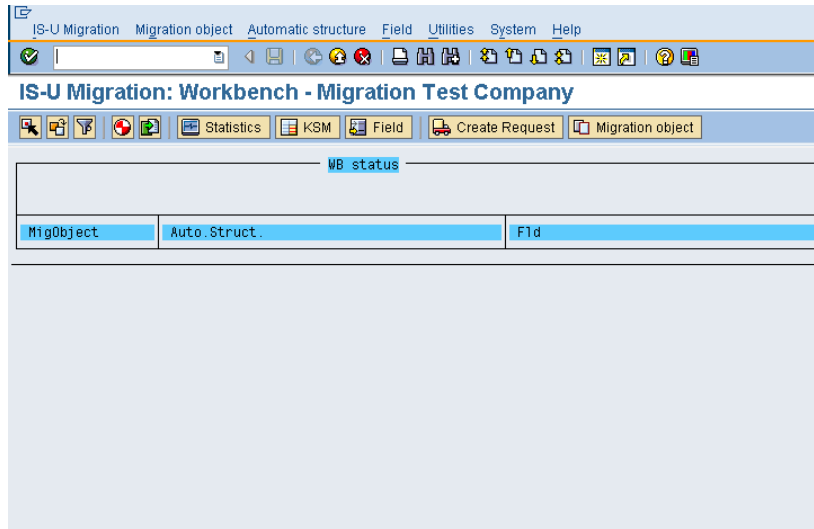 IS-U Migration Migration object Automatic structure Field Utilities System Help
IS-U Migration: Workbench - Migration Test Company
Statistics KSM Field Create Request Migration object
WB status
MigObject Auto.Struct. Fld